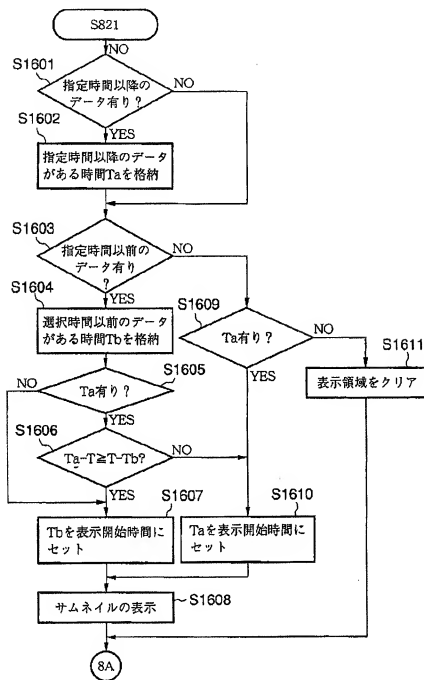 S821
NO
S1601
指定時間以降の
データ有り？
NO
S1602
YES
指定時間以降のデータ
がある時間Taを格納
S1603
指定時間以前の
データ有り
？
NO
S1604
YES
選択時間以前のデータ
がある時間Tbを格納
S1609
Ta有り？
NO
S1611
表示領域をクリア
NO
S1605
Ta有り？
YES
YES
S1606
Ta-T≧T-Tb?
NO
YES
S1607
S1610
Tbを表示開始時間に
セット
Taを表示開始時間に
セット
サムネイルの表示
S1608
8A